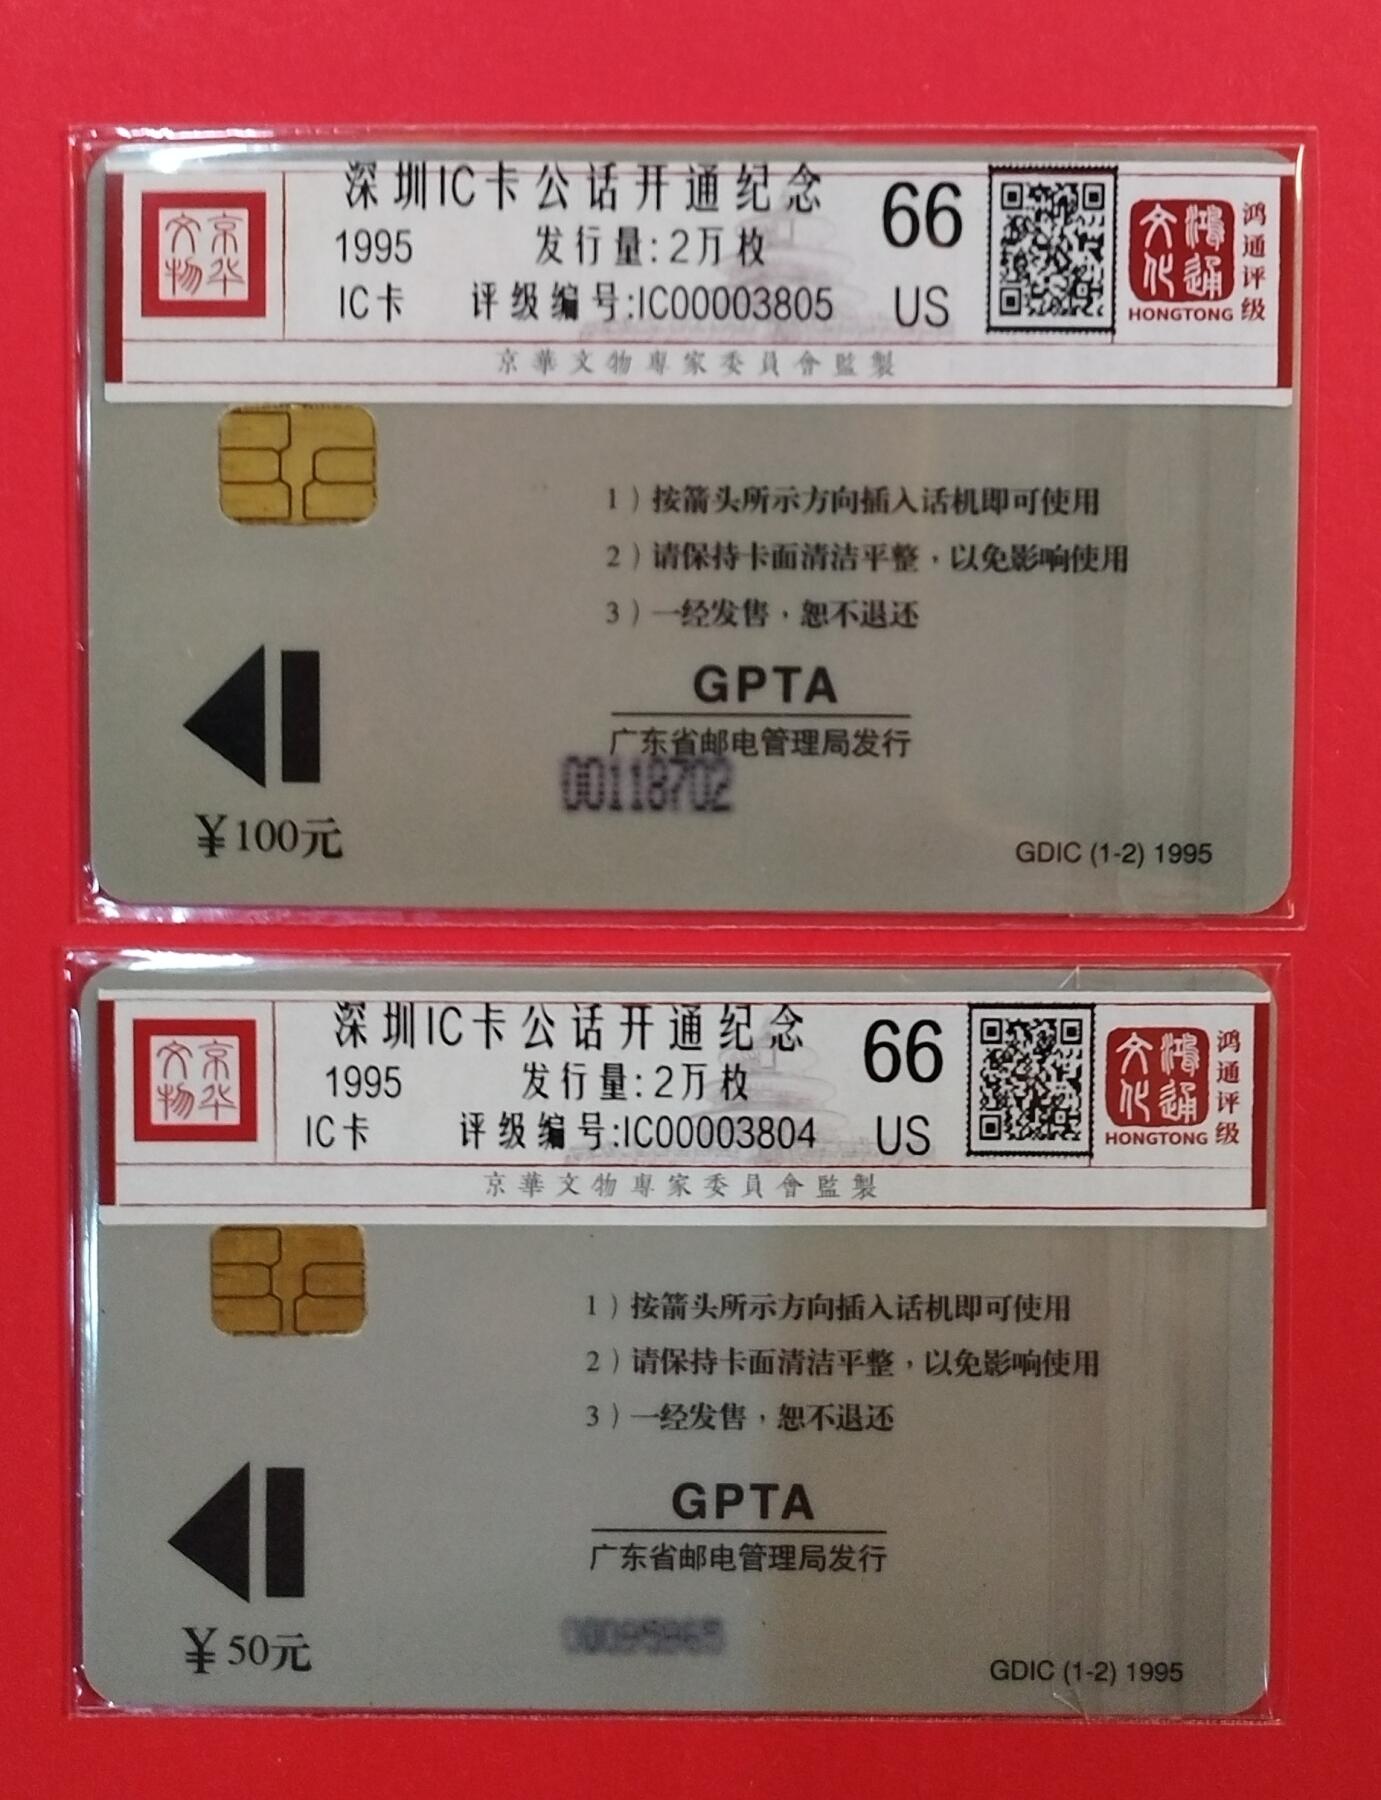 京华文物
深圳IC卡公话开通纪念
66
1995 发行量:2万枚
IC卡 评级编号:IC00003805
US
鸿通文化
HONGTONG
鸿通评级
京華文物專家委員會監製
1）按箭头所示方向插入话机即可使用
2）请保持卡面清洁平整，以免影响使用
3）一经发售，恕不退还
GPTA
广东省邮电管理局发行
00118702
￥100元
GDIC (1-2) 1995
京华文物
深圳IC卡公话开通纪念
66
1995 发行量:2万枚
IC卡 评级编号:IC00003804
US
鸿通文化
HONGTONG
鸿通评级
京華文物專家委員會監製
1）按箭头所示方向插入话机即可使用
2）请保持卡面清洁平整，以免影响使用
3）一经发售，恕不退还
GPTA
广东省邮电管理局发行
￥50元
GDIC (1-2) 1995